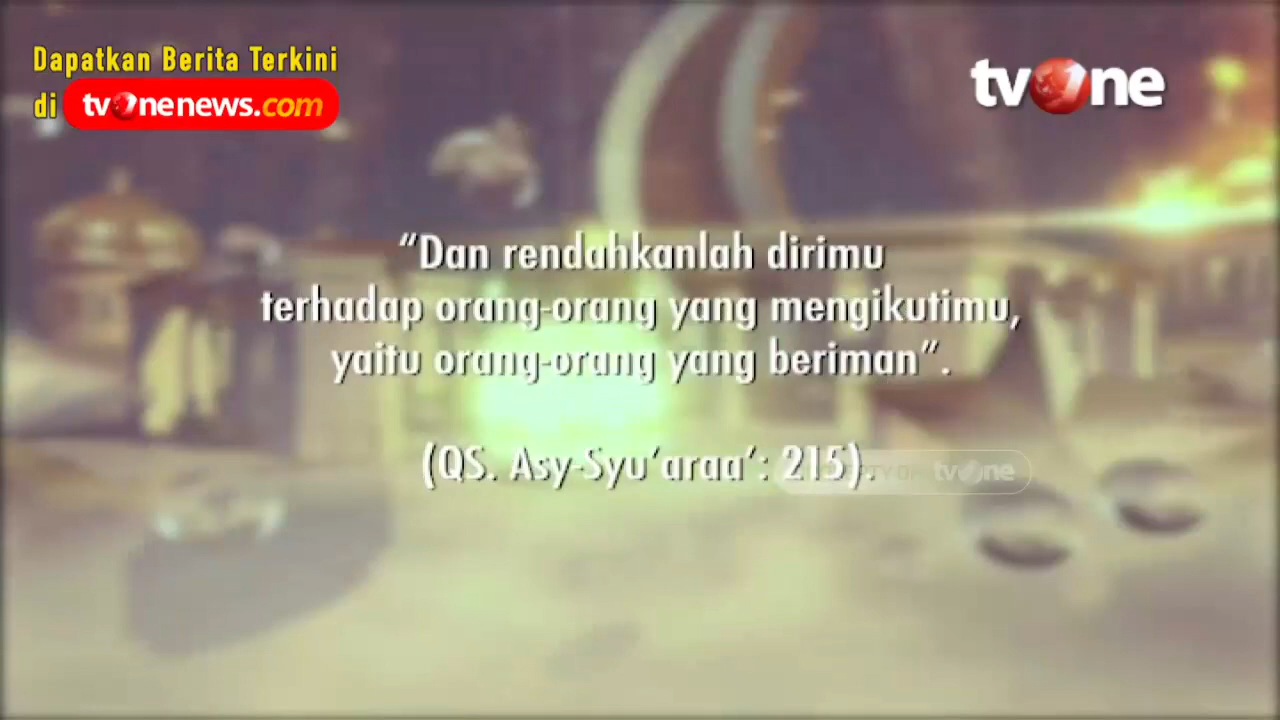 Dapatkan Berita Terkini
di tvonenews.com
tvone
“Dan rendahkanlah dirimu
terhadap orang-orang yang mengikutimu,
yaitu orang-orang yang beriman”.
(QS. Asy-Syu’araa’: 215).
tvone